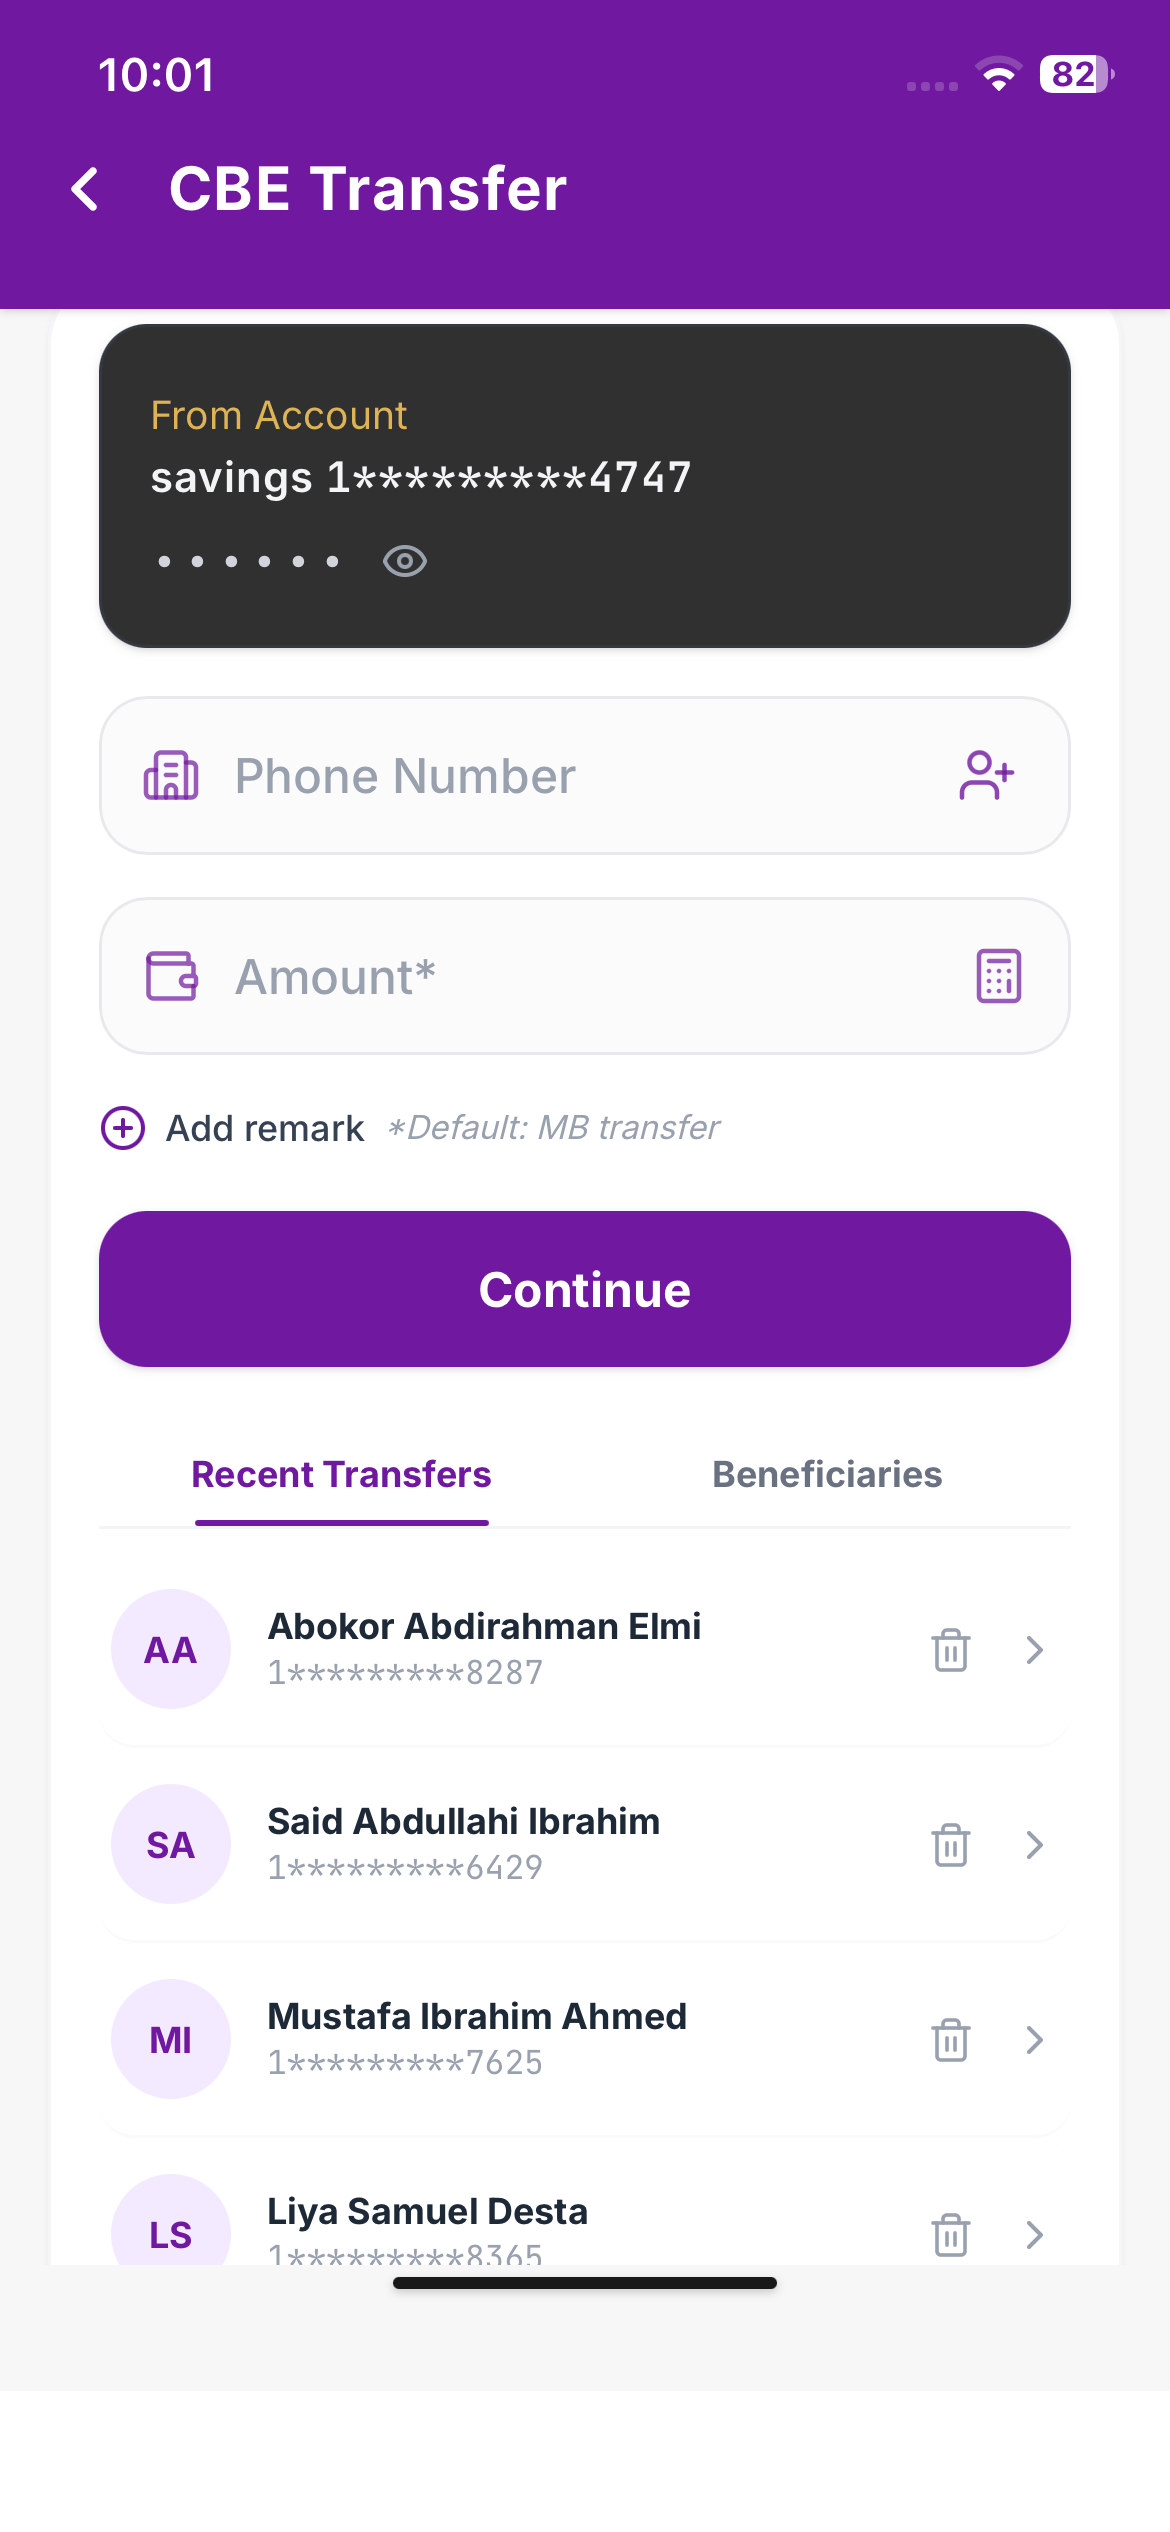 10:01
82
CBE Transfer
From Account
savings 1*********4747
Phone Number
Amount*
Add remark *Default: MB transfer
Continue
Recent Transfers
Beneficiaries
AA
Abokor Abdirahman Elmi
1*********8287
SA
Said Abdullahi Ibrahim
1*********6429
MI
Mustafa Ibrahim Ahmed
1*********7625
LS
Liya Samuel Desta
1*********8365